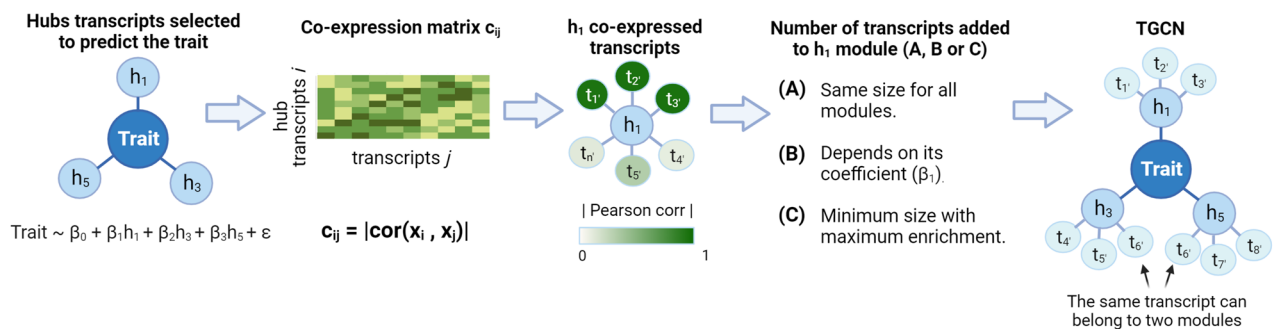 Hubs transcripts selected
to predict the trait
h1
Trait
h5
h3
Trait ~ β0 + β1h1 + β2h3 + β3h5 + ε
Co-expression matrix cij
hub
transcripts i
transcripts j
cij = |cor(xi , xj)|
h1 co-expressed
transcripts
t1'
t2'
t3'
h1
tn'
t5'
t4'
| Pearson corr |
0
1
Number of transcripts added
to h1 module (A, B or C)
(A) Same size for all
modules.
(B) Depends on its
coefficient (β1).
(C) Minimum size with
maximum enrichment.
TGCN
t1'
t2'
t3'
h1
Trait
h3
h5
t4'
t5'
t6'
t6'
t7'
t8'
The same transcript can
belong to two modules